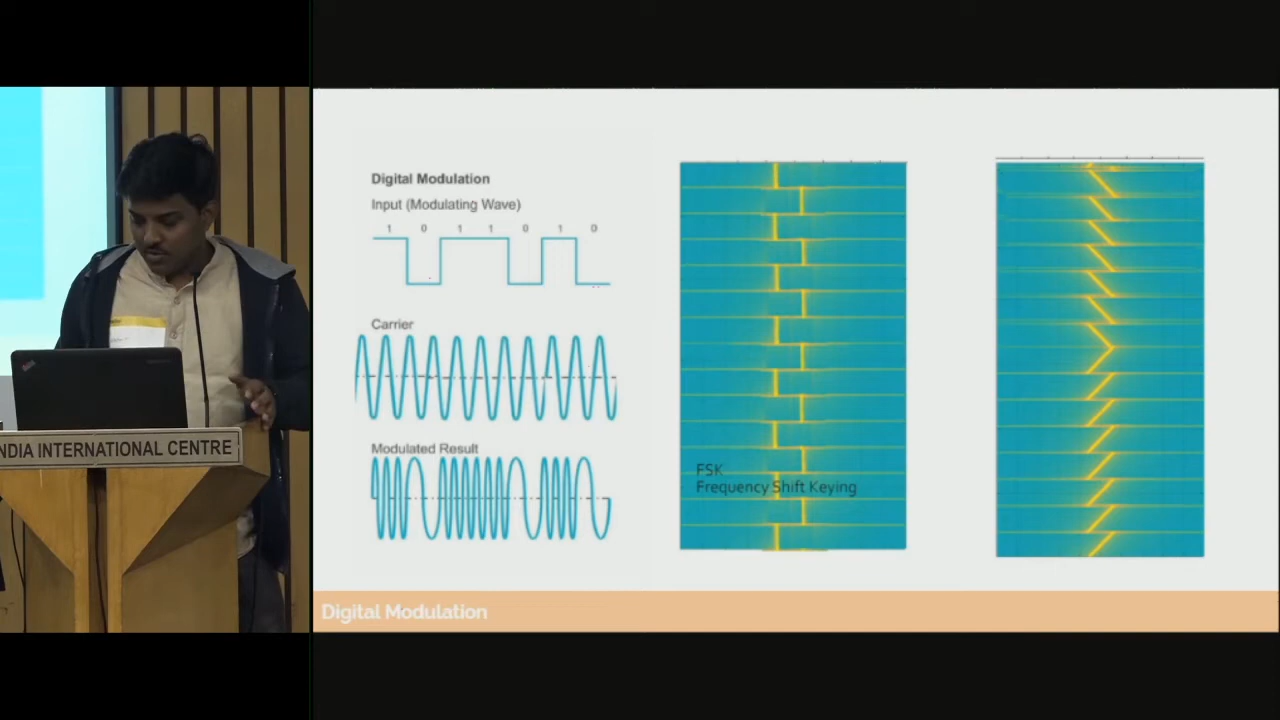 NDIA INTERNATIONAL CENTRE
Digital Modulation
Input (Modulating Wave)
1 0 1 1 0 1 0
Carrier
Modulated Result
FSK
Frequency Shift Keying
Digital Modulation